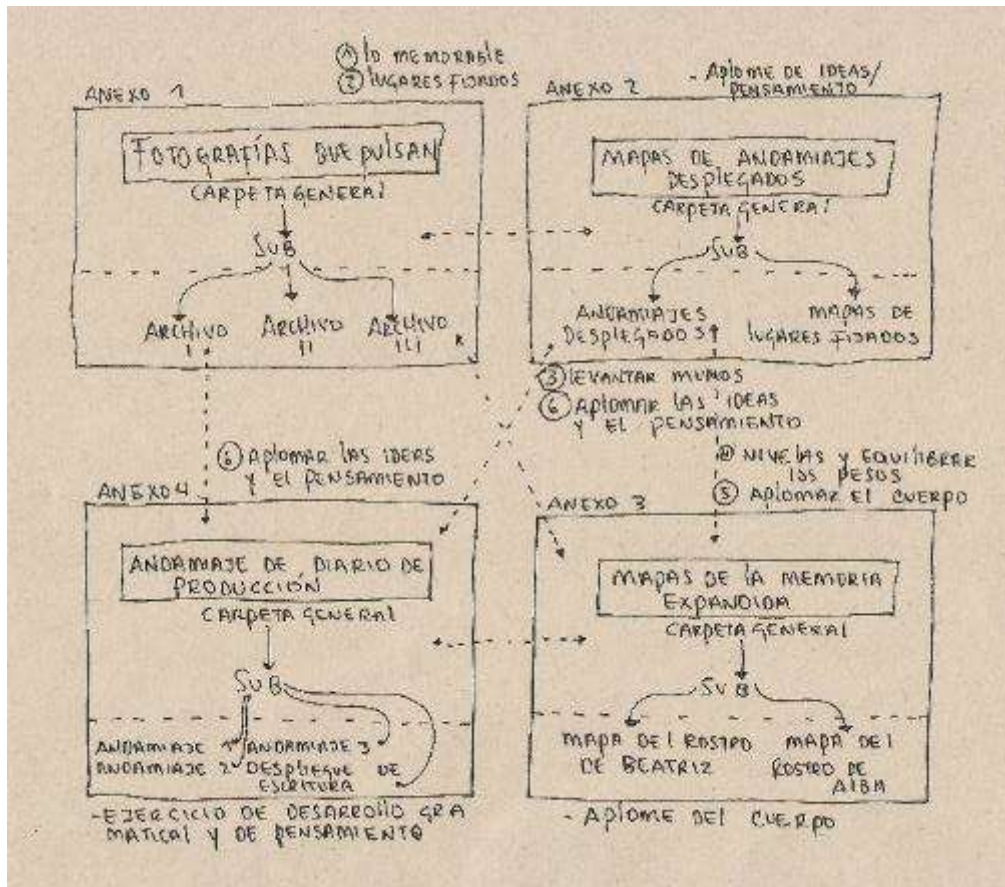 ① lo MEMORABLE
② lUGARES FIJADOS
ANEXO 1
FOTOGRAFÍAS QUE PUlSAN
CARPETA GENERAl
SUB
ARCHIVO I
ARCHIVO II
ARCHIVO III
ANEXO 2
- APlOME DE IDEAS/
PENSAMIENTO
MAPAS DE ANDAMIAJES
DESPlEGADOS
CARPETA GENERAl
SUB
ANDAMIAJES
DESPlEGADOS
MAPAS DE
lUGARES FIJADOS
③ lEVANTAR MUROS
⑥ APlOMAR lAS IDEAS
Y El PENSAMIENTO
⑥ APlOMAR lAS IDEAS
Y El PENSAMIENTO
④ NIVElAS Y EQUIlIBRAR
lOS PESOS
⑤ APlOMAR El CUERPO
ANEXO 4
ANDAMIAJE DE DIARIO DE
PRODUCCIÓN
CARPETA GENERAl
SUB
ANDAMIAJE 1 ANDAMIAJE 3
ANDAMIAJE 2 DESPlIEGUE DE
ESCRITURA
- EJERCICIO DE DESARROllO GRA
MATICAl Y DE PENSAMIENTO
ANEXO 3
MAPAS DE lA MEMORIA
EXPANDIDA
CARPETA GENERAl
SUB
MAPA DEl ROSTRO
DE BEATRIZ
MAPA DEl
ROSTRO DE
AlBA
- APlOME DEl CUERPO